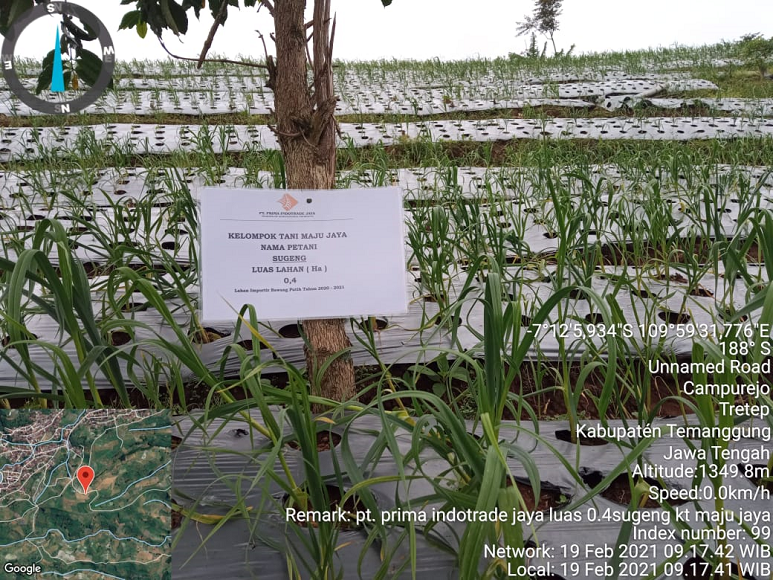 PT. PRIMA INDOTRADE JAYA
KELOMPOK TANI MAJU JAYA
NAMA PETANI
SUGENG
LUAS LAHAN ( Ha )
0,4
Lahan Importir Bawang Putih Tahun 2020 - 2021
-7°12'5,934"S 109°59'31,776"E
188° S
Unnamed Road
Campurejo
Tretep
Kabupatén Temanggung
Jawa Tengah
Altitude:1349.8m
Speed:0.0km/h
Remark: pt. prima indotrade jaya luas 0.4sugeng kt maju jaya
Index number: 99
Network: 19 Feb 2021 09.17.42 WIB
Local: 19 Feb 2021 09.17.41 WIB
S
W
E
N
Google